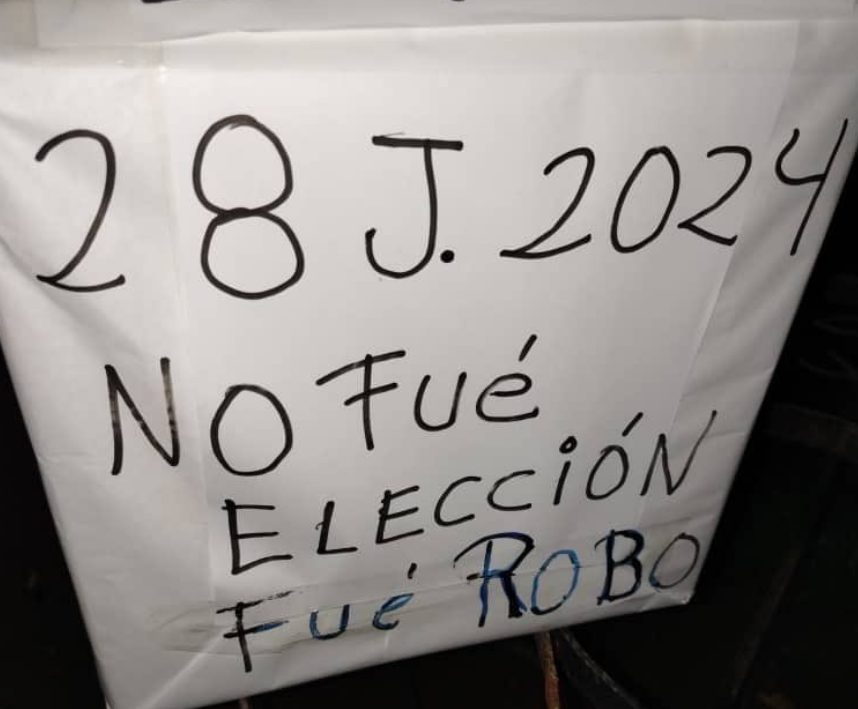 28 J. 2024
NO Fué
ELECCIÓN
Fué ROBO